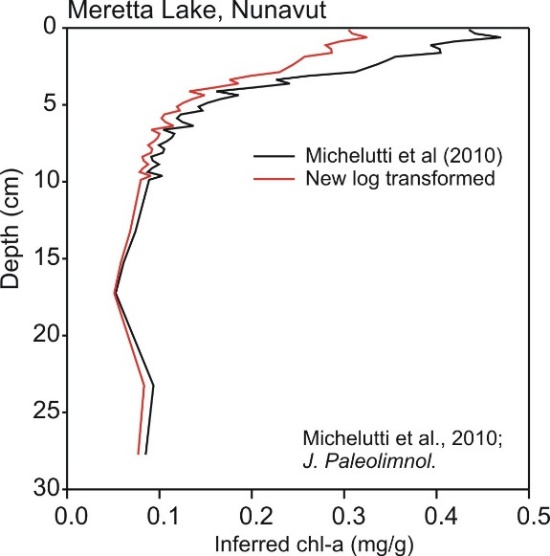 Meretta Lake, Nunavut
0
5
10
15
20
25
30
Depth (cm)
Michelutti et al (2010)
New log transformed
Michelutti et al., 2010;
J. Paleolimnol.
0.0 0.1 0.2 0.3 0.4 0.5
Inferred chl-a (mg/g)